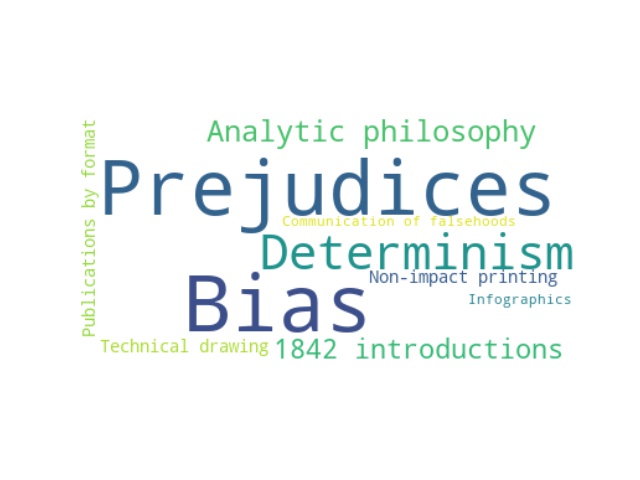 Publications by format
Analytic philosophy
Prejudices
Communication of falsehoods
Determinism
Bias
Non-impact printing
Infographics
Technical drawing
1842 introductions